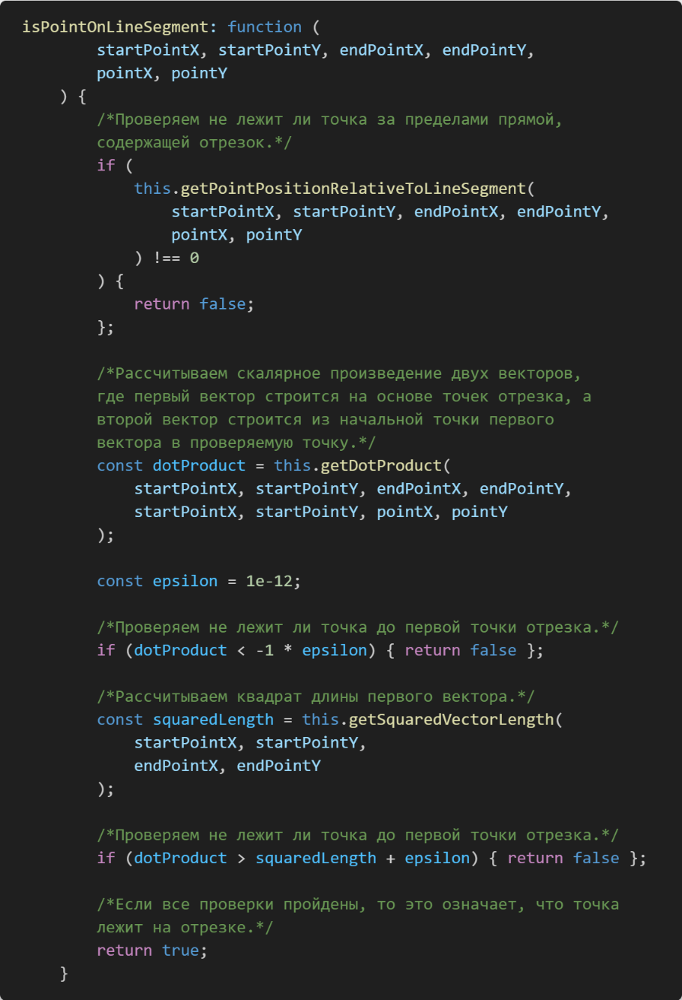 isPointOnLineSegment: function (
startPointX, startPointY, endPointX, endPointY,
pointX, pointY
) {
/*Проверяем не лежит ли точка за пределами прямой,
содержащей отрезок.*/
if (
this.getPointPositionRelativeToLineSegment(
startPointX, startPointY, endPointX, endPointY,
pointX, pointY
) !== 0
) {
return false;
};
/*Рассчитываем скалярное произведение двух векторов,
где первый вектор строится на основе точек отрезка, а
второй вектор строится из начальной точки первого
вектора в проверяемую точку.*/
const dotProduct = this.getDotProduct(
startPointX, startPointY, endPointX, endPointY,
startPointX, startPointY, pointX, pointY
);
const epsilon = 1e-12;
/*Проверяем не лежит ли точка до первой точки отрезка.*/
if (dotProduct < -1 * epsilon) { return false };
/*Рассчитываем квадрат длины первого вектора.*/
const squaredLength = this.getSquaredVectorLength(
startPointX, startPointY,
endPointX, endPointY
);
/*Проверяем не лежит ли точка до первой точки отрезка.*/
if (dotProduct > squaredLength + epsilon) { return false };
/*Если все проверки пройдены, то это означает, что точка
лежит на отрезке.*/
return true;
}